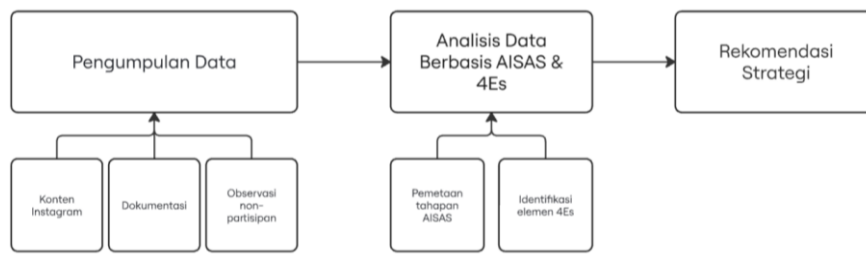 Pengumpulan Data
Analisis Data
Berbasis AISAS &
4Es
Rekomendasi
Strategi
Konten
Instagram
Dokumentasi
Observasi
non-
partisipan
Pemetaan
tahapan
AISAS
Identifikasi
elemen 4Es